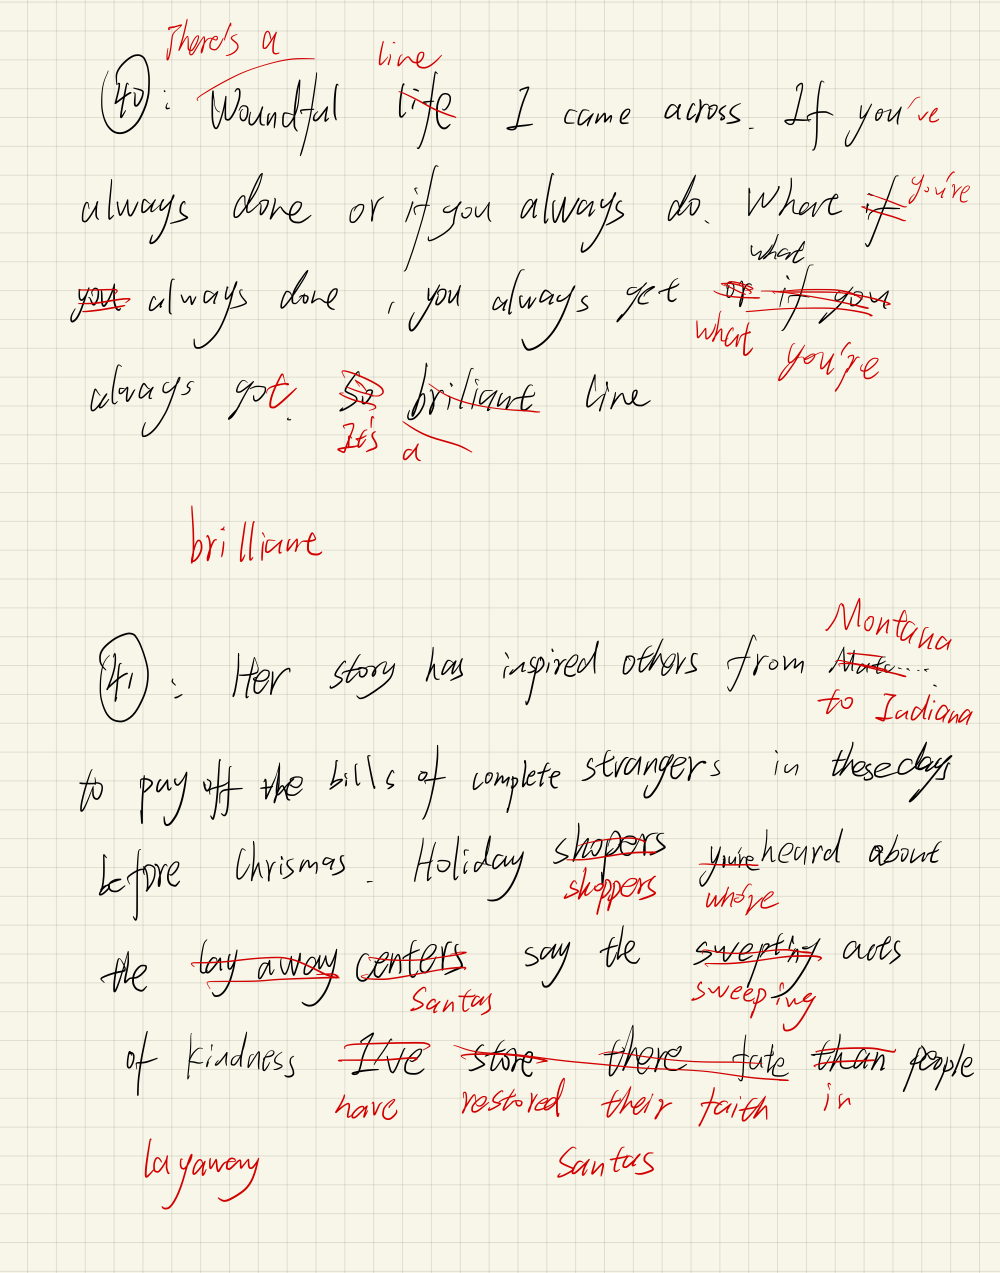 There's a line
40: Woundful life I came across. If you've
always done or if you always do. What if you're
what
you always done, you always get or if you
what you're
always got. So briliant line
It's a
brilliant
Montana
41: Her story has inspired others from Mata....
to Indiana
to pay off the bills of complete strangers in these days
before Chrismas. Holiday shopers you're heard about
shoppers who've
the lay away centers say the swepting acts
Santas sweeping
of kindness I've store there fate than people
have restored their faith in
layaway Santas